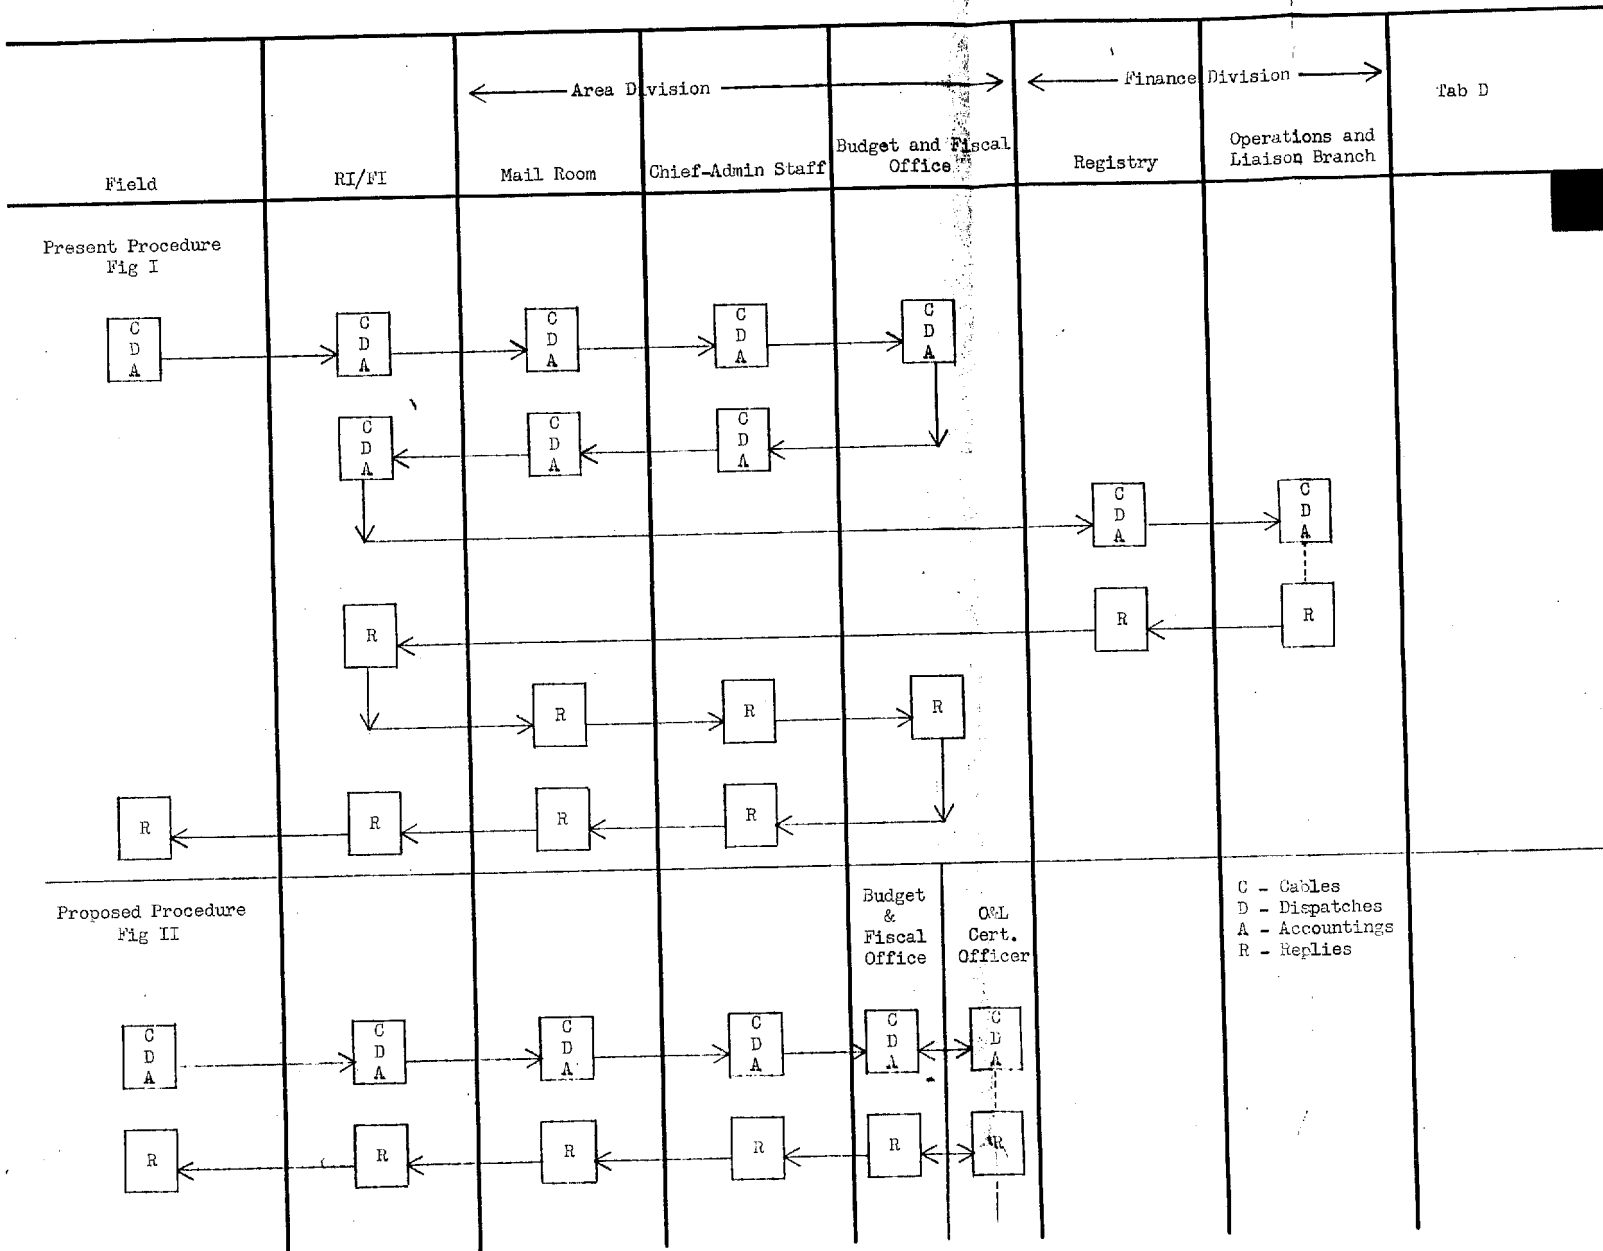 Area Division
Finance Division
Tab D
Field
RI/FI
Mail Room
Chief-Admin Staff
Budget and Fiscal
Office
Registry
Operations and
Liaison Branch
Present Procedure
Fig I
C
D
A
C
D
A
C
D
A
C
D
A
C
D
A
C
D
A
C
D
A
C
D
A
C
D
A
C
D
A
R
R
R
R
R
R
R
R
R
R
Proposed Procedure
Fig II
Budget
&
Fiscal
Office
O&L
Cert.
Officer
C - Cables
D - Dispatches
A - Accountings
R - Replies
C
D
A
C
D
A
C
D
A
C
D
A
C
D
A
C
D
A
R
R
R
R
R
R